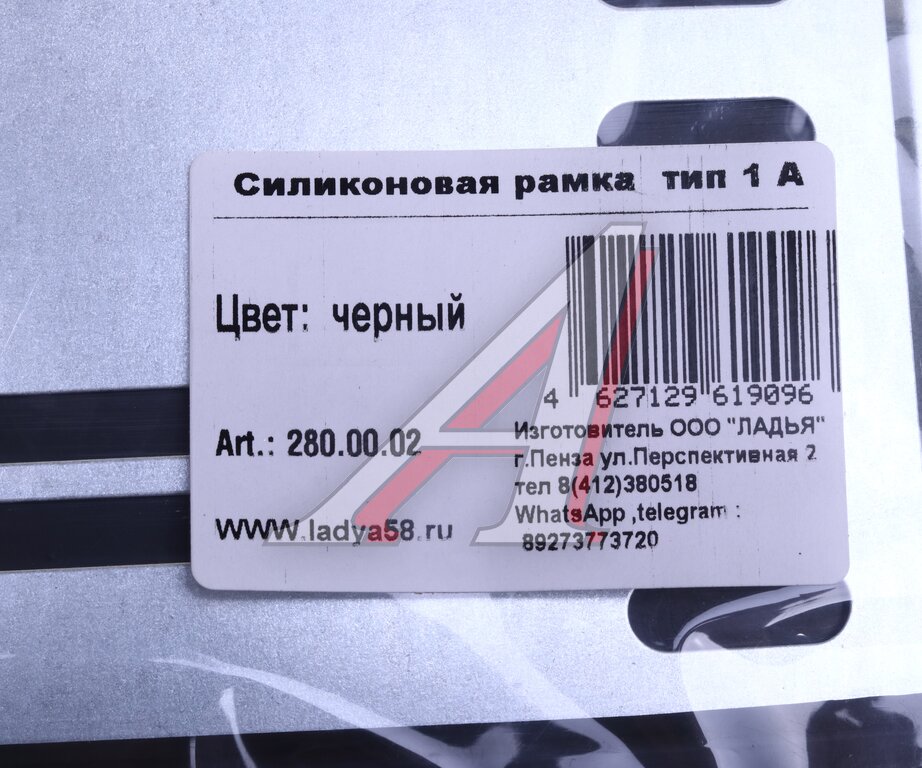 Силиконовая рамка тип 1 А
Цвет: черный
4 627129 619096
Art.: 280.00.02
Изготовитель ООО "ЛАДЬЯ"
г.Пенза ул.Перспективная 2
тел 8(412)380518
WhatsApp ,telegram :
89273773720
WWW.ladya58.ru